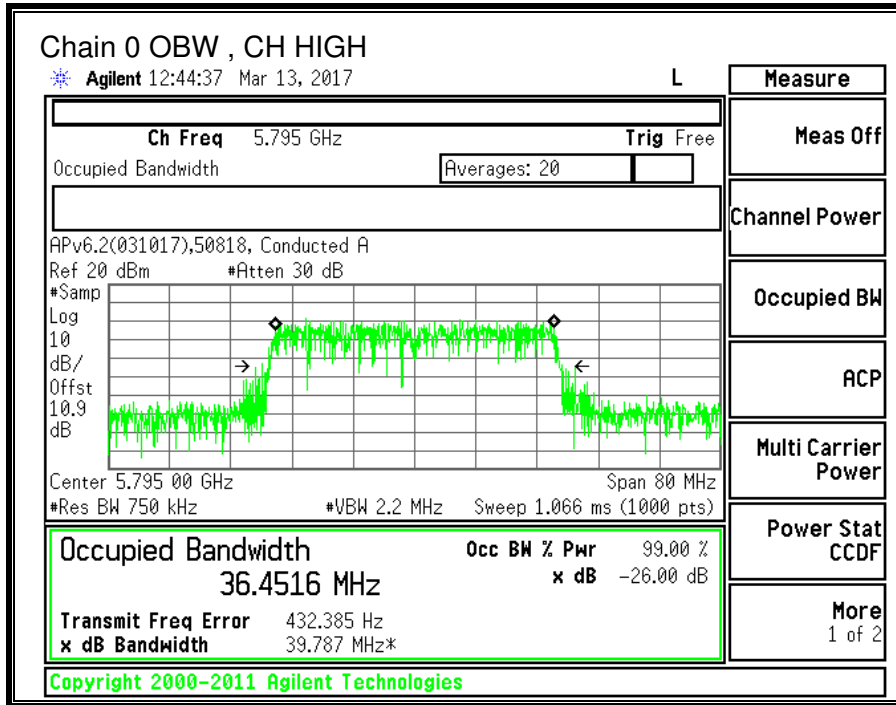 Chain 0 OBW , CH HIGH
Agilent 12:44:37 Mar 13, 2017 L
Measure
Ch Freq 5.795 GHz Trig Free
Occupied Bandwidth Averages: 20
APv6.2(031017),50818, Conducted A
Ref 20 dBm #Atten 30 dB
#Samp
Log
10
dB/
Offst
10.9
dB
Center 5.795 00 GHz Span 80 MHz
#Res BW 750 kHz #VBW 2.2 MHz Sweep 1.066 ms (1000 pts)
Occupied Bandwidth Occ BW % Pwr 99.00 %
36.4516 MHz x dB -26.00 dB
Transmit Freq Error 432.385 Hz
x dB Bandwidth 39.787 MHz*
Meas Off
Channel Power
Occupied BW
ACP
Multi Carrier
Power
Power Stat
CCDF
More
1 of 2
Copyright 2000-2011 Agilent Technologies